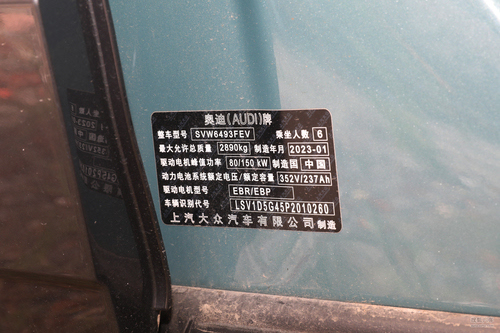 奥迪(AUDI)牌
整车型号 SVW6493FEV 乘坐人数 6
最大允许总质量 2890kg 制造年月 2023-01
驱动电机峰值功率 80/150 kW 制造国 中国
动力电池系统额定电压/额定容量 352V/237Ah
驱动电机型号 EBR/EBP
车辆识别代号 LSV1D5G45P2010260
上汽大众汽车有限公司 制造